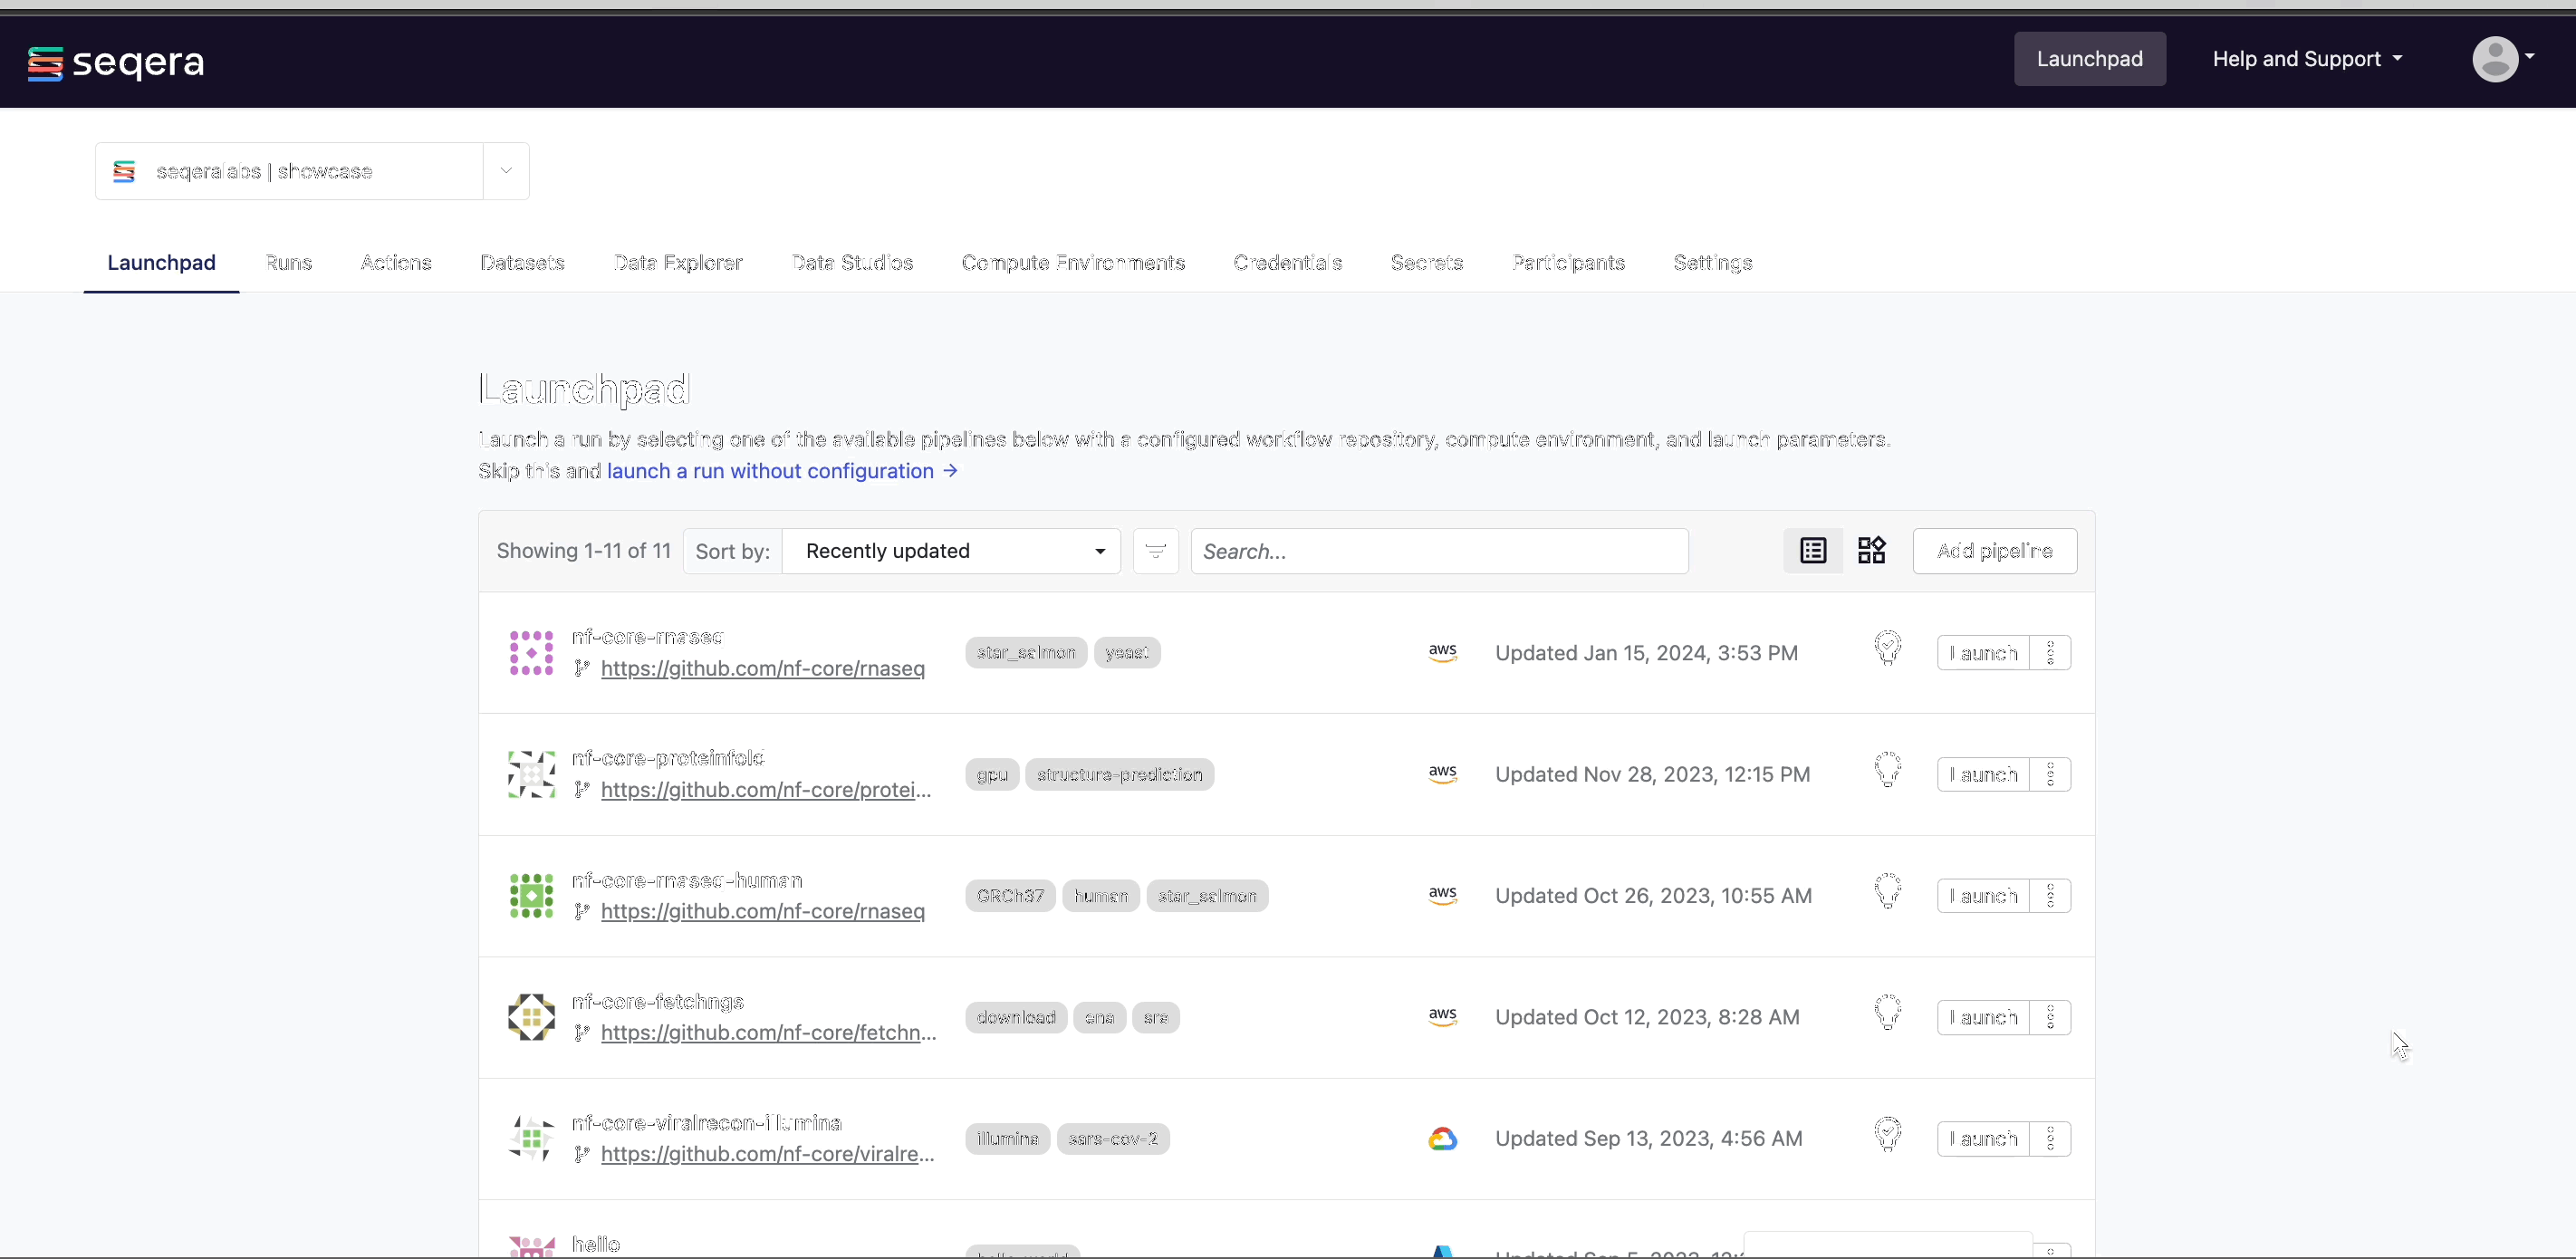 seqera
Launchpad
Help and Support
seqeralabs | showcase
Launchpad Runs Actions Datasets Data Explorer Data Studios Compute Environments Credentials Secrets Participants Settings
Launchpad
Launch a run by selecting one of the available pipelines below with a configured workflow repository, compute environment, and launch parameters.
Skip this and launch a run without configuration →
Showing 1-11 of 11 Sort by: Recently updated Search... Add pipeline
nf-core-rnaseq
https://github.com/nf-core/rnaseq
star_salmon yeast aws Updated Jan 15, 2024, 3:53 PM Launch
nf-core-proteinfold
https://github.com/nf-core/protei...
gpu structure-prediction aws Updated Nov 28, 2023, 12:15 PM Launch
nf-core-rnaseq-human
https://github.com/nf-core/rnaseq
GRCh37 human star_salmon aws Updated Oct 26, 2023, 10:55 AM Launch
nf-core-fetchngs
https://github.com/nf-core/fetchn...
download ena sra aws Updated Oct 12, 2023, 8:28 AM Launch
nf-core-viralrecon-illumina
https://github.com/nf-core/viralre...
illumina sars-cov-2 Updated Sep 13, 2023, 4:56 AM Launch
hello